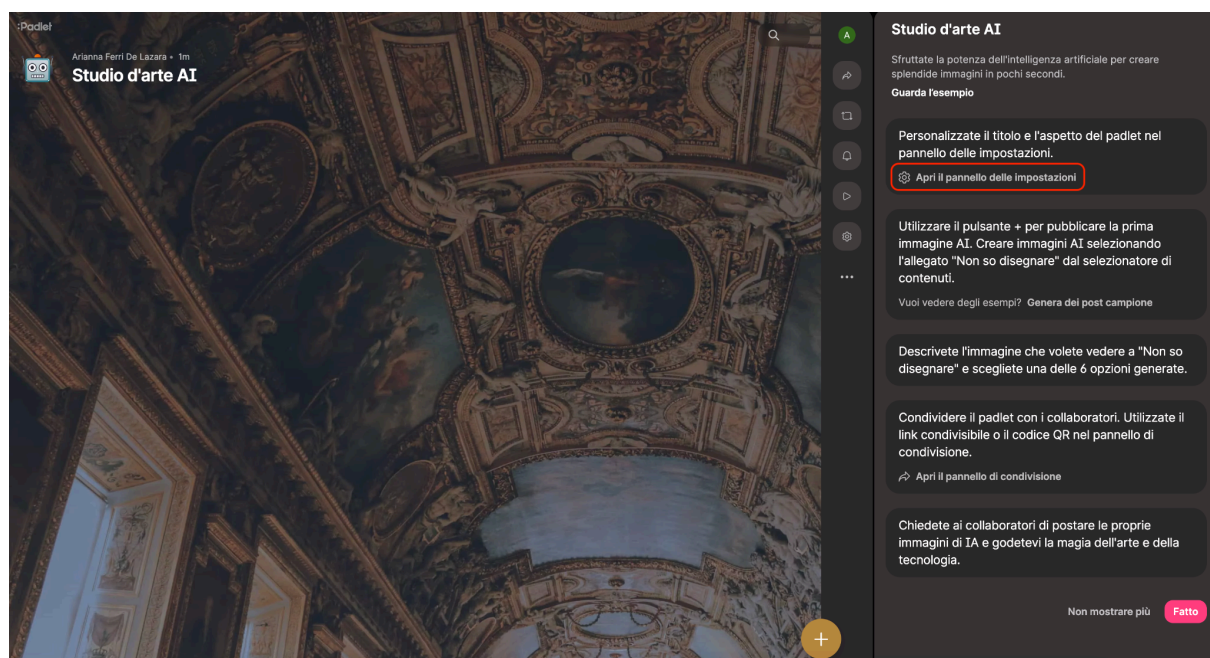 :Padlet
Arianna Ferri De Lazara • 1m
Studio d'arte AI
A
Studio d'arte AI
Sfruttate la potenza dell'intelligenza artificiale per creare
splendide immagini in pochi secondi.
Guarda l'esempio
Personalizzate il titolo e l'aspetto del padlet nel
pannello delle impostazioni.
Apri il pannello delle impostazioni
Utilizzare il pulsante + per pubblicare la prima
immagine AI. Creare immagini AI selezionando
l'allegato "Non so disegnare" dal selezionatore di
contenuti.
Vuoi vedere degli esempi? Genera dei post campione
Descrivete l'immagine che volete vedere a "Non so
disegnare" e scegliete una delle 6 opzioni generate.
Condividere il padlet con i collaboratori. Utilizzate il
link condivisibile o il codice QR nel pannello di
condivisione.
Apri il pannello di condivisione
Chiedete ai collaboratori di postare le proprie
immagini di IA e godetevi la magia dell'arte e della
tecnologia.
Non mostrare più Fatto